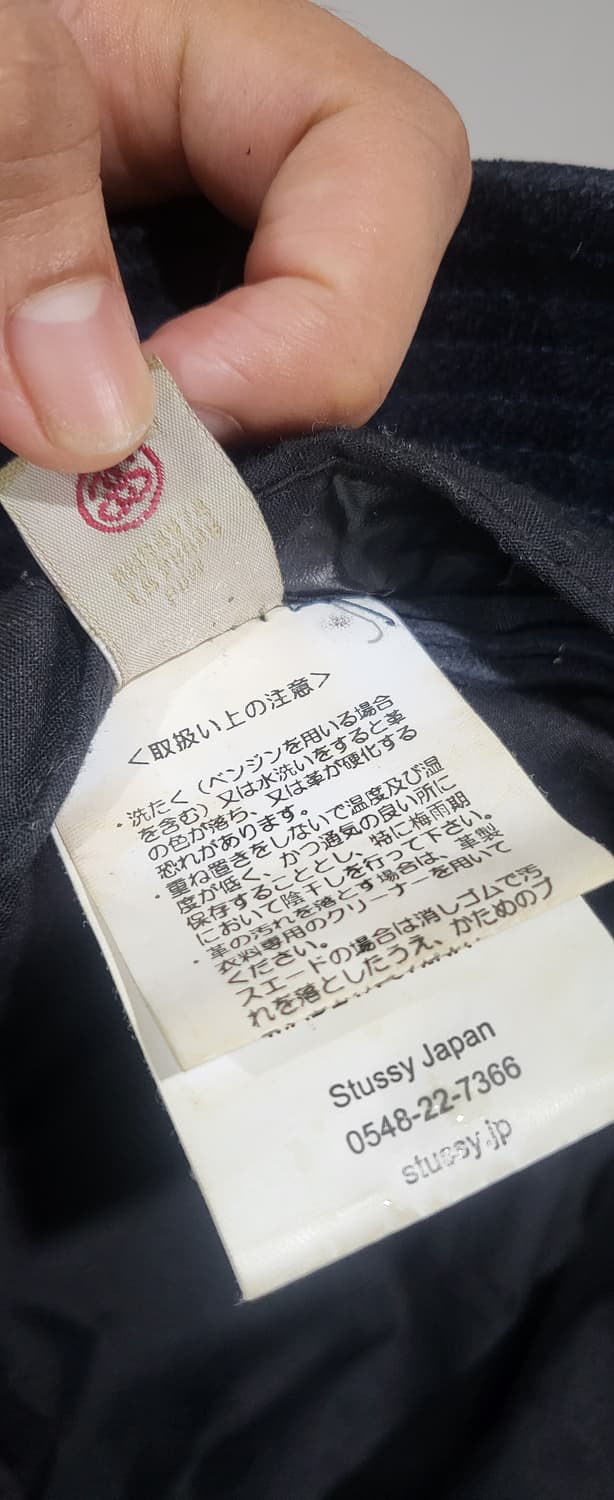 <取扱い上の注意>
・洗たく(ベンジンを用いる場合
を含む)又は水洗いをすると革
の色が落ち、又は革が硬化する
恐れがあります。
・重ね置きをしないで温度及び湿
度が低く、かつ通気の良い所に
保存することとし、特に梅雨期
において陰干しを行って下さい。
・革の汚れを落とす場合は、革製
衣料専用のクリーナーを用いて
ください。
スエードの場合は消しゴムで汚
れを落としたうえ、かためのブ
Stussy Japan
0548-22-7366
stussy.jp